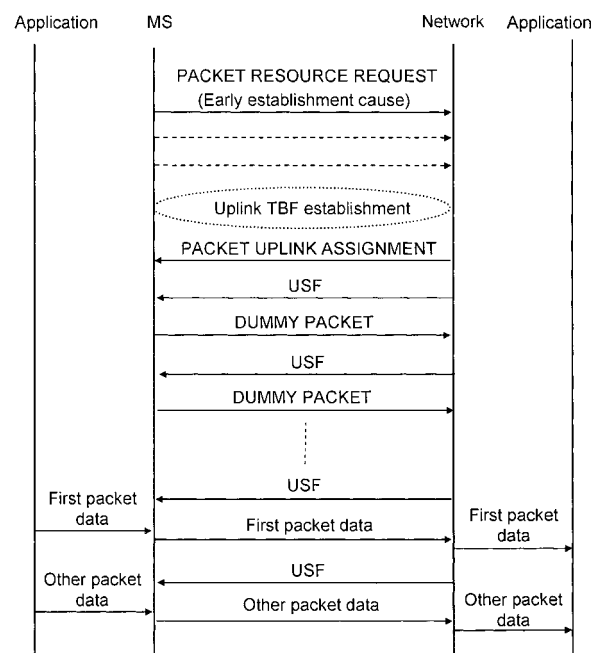 Application MS Network Application
PACKET RESOURCE REQUEST
(Early establishment cause)
Uplink TBF establishment
PACKET UPLINK ASSIGNMENT
USF
DUMMY PACKET
USF
DUMMY PACKET
USF
First packet
data
First packet data
First packet
data
USF
Other packet
data
Other packet data
Other packet
data